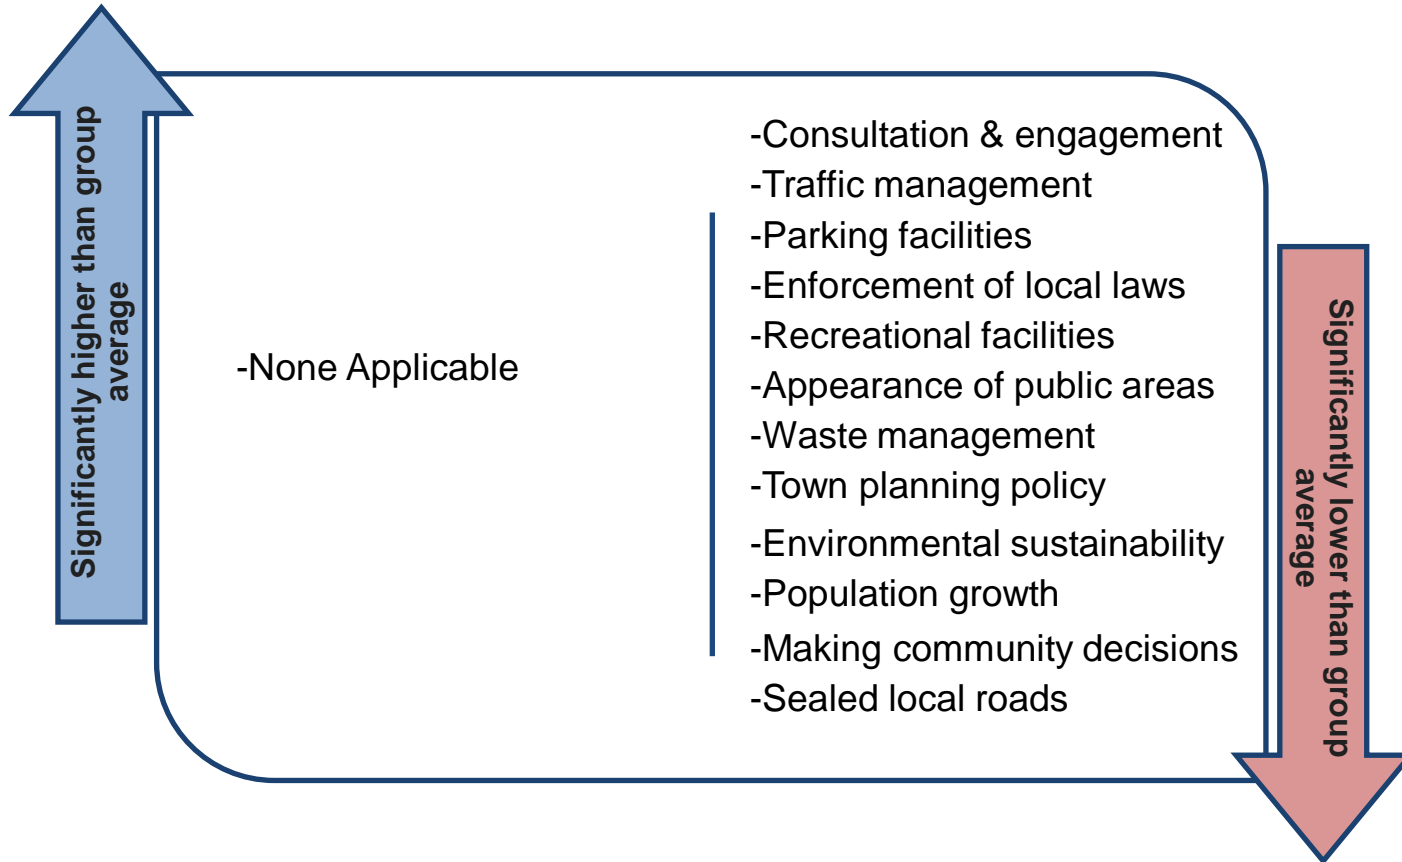 Significantly higher than group
average
-None Applicable
-Consultation & engagement
-Traffic management
-Parking facilities
-Enforcement of local laws
-Recreational facilities
-Appearance of public areas
-Waste management
-Town planning policy
-Environmental sustainability
-Population growth
-Making community decisions
-Sealed local roads
Significantly lower than group
average